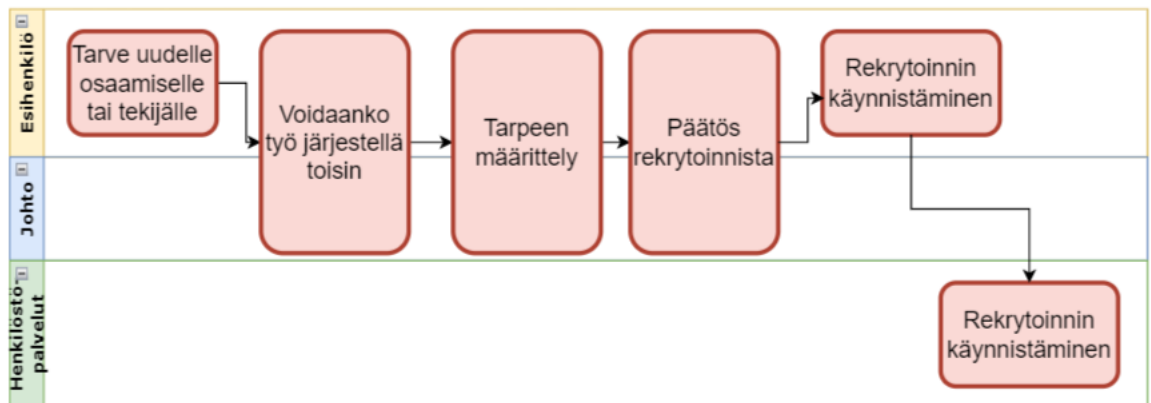 Esihenkilö
Tarve uudelle
osaamiselle
tai tekijälle
Voidaanko
työ järjestellä
toisin
Tarpeen
määrittely
Päätös
rekrytoinnista
Rekrytoinnin
käynnistäminen
Johto
Henkilöstö-
palvelut
Rekrytoinnin
käynnistäminen